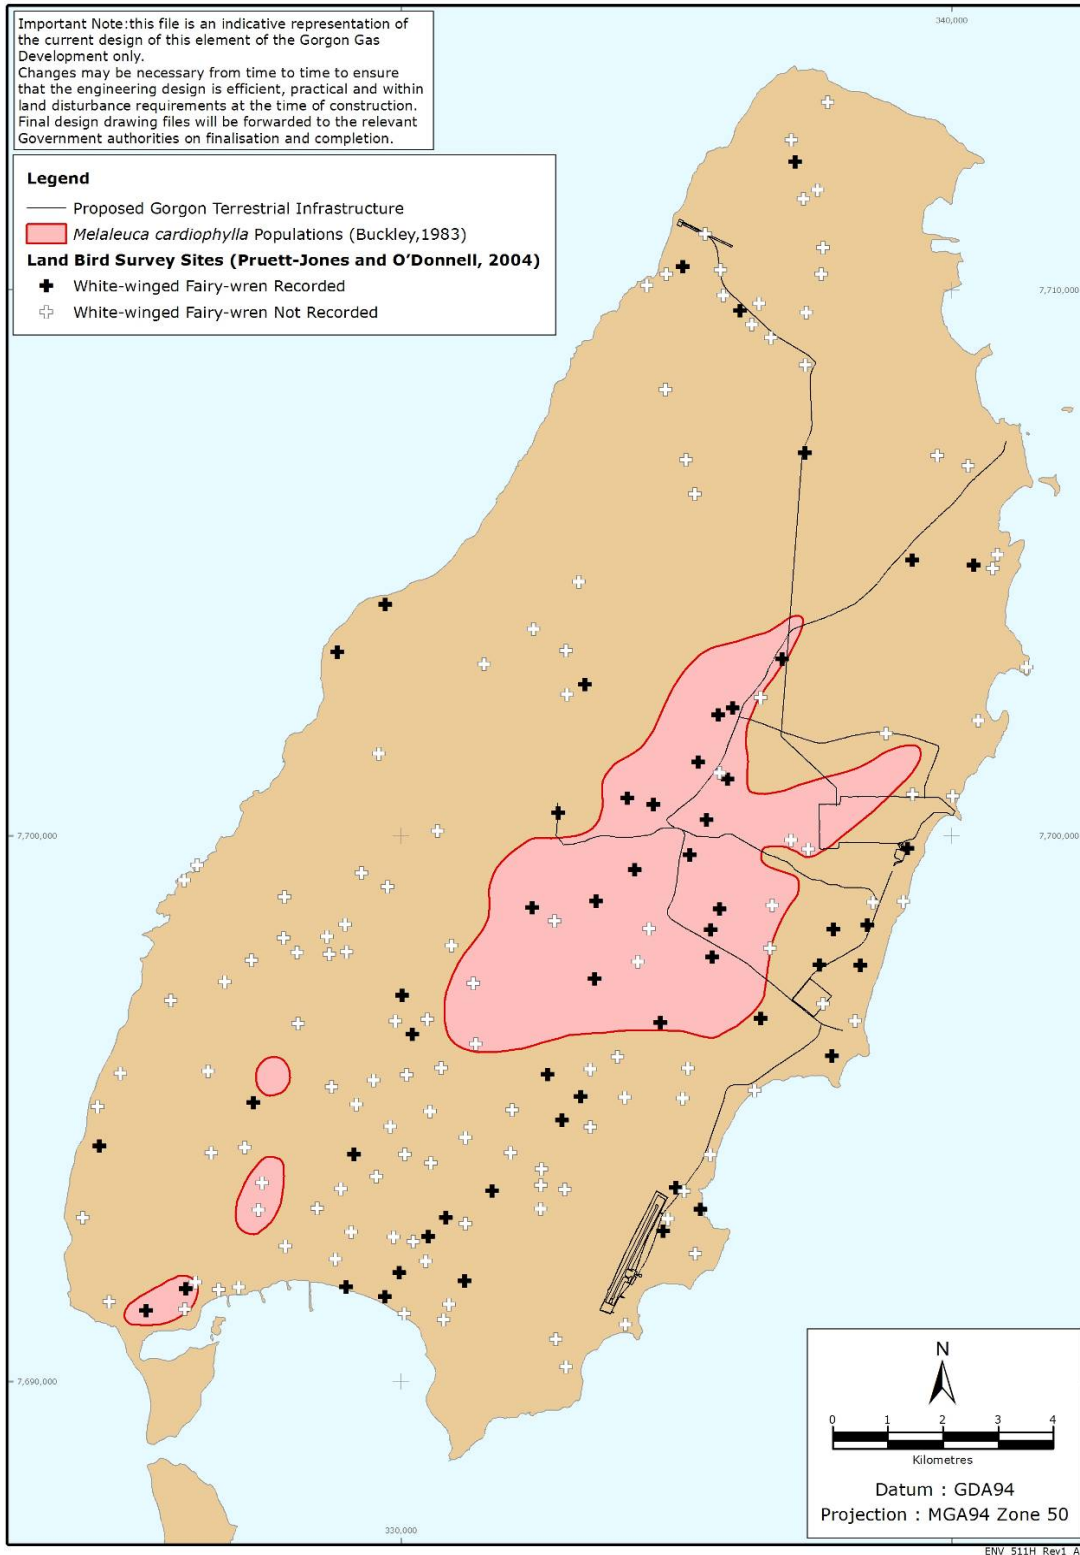 340,000
Important Note:this file is an indicative representation of
the current design of this element of the Gorgon Gas
Development only.
Changes may be necessary from time to time to ensure
that the engineering design is efficient, practical and within
land disturbance requirements at the time of construction.
Final design drawing files will be forwarded to the relevant
Government authorities on finalisation and completion.
Legend
Proposed Gorgon Terrestrial Infrastructure
Melaleuca cardiophylla Populations (Buckley,1983)
Land Bird Survey Sites (Pruett-Jones and O'Donnell, 2004)
White-winged Fairy-wren Recorded
White-winged Fairy-wren Not Recorded
7,710,000
7,700,000
7,700,000
7,690,000
330,000
N
0 1 2 3 4
Kilometres
Datum : GDA94
Projection : MGA94 Zone 50
ENV 511H Rev1 A